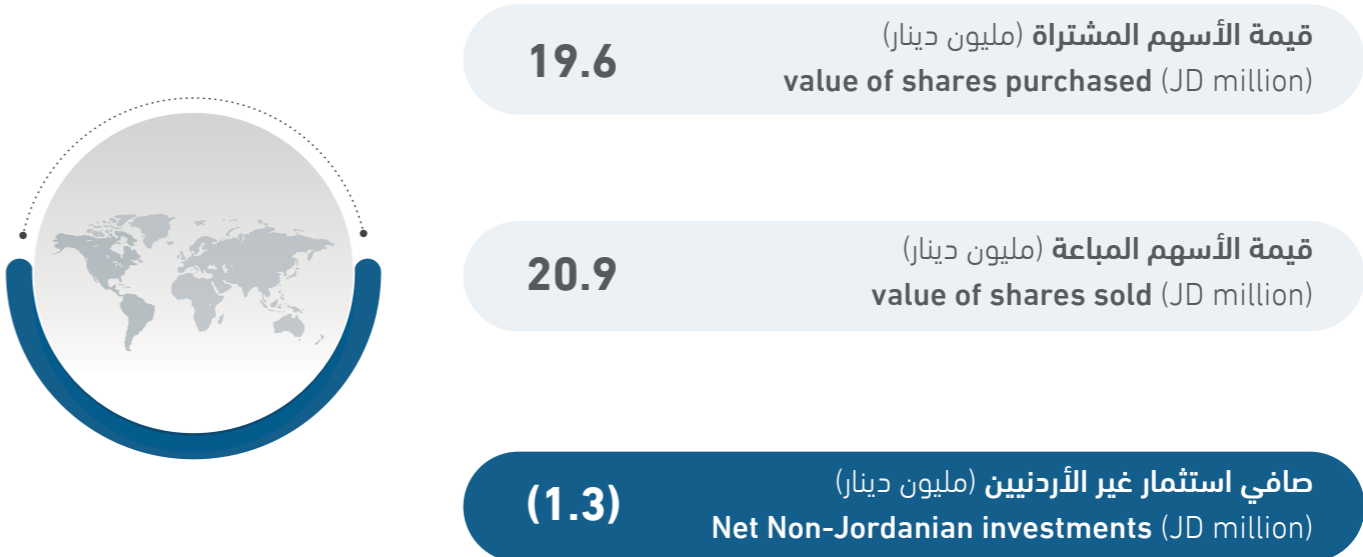 قيمة الأسهم المشتراة (مليون دينار)
value of shares purchased (JD million)
19.6
قيمة الأسهم المباعة (مليون دينار)
value of shares sold (JD million)
20.9
صافي استثمار غير الأردنيين (مليون دينار)
Net Non-Jordanian investments (JD million)
(1.3)